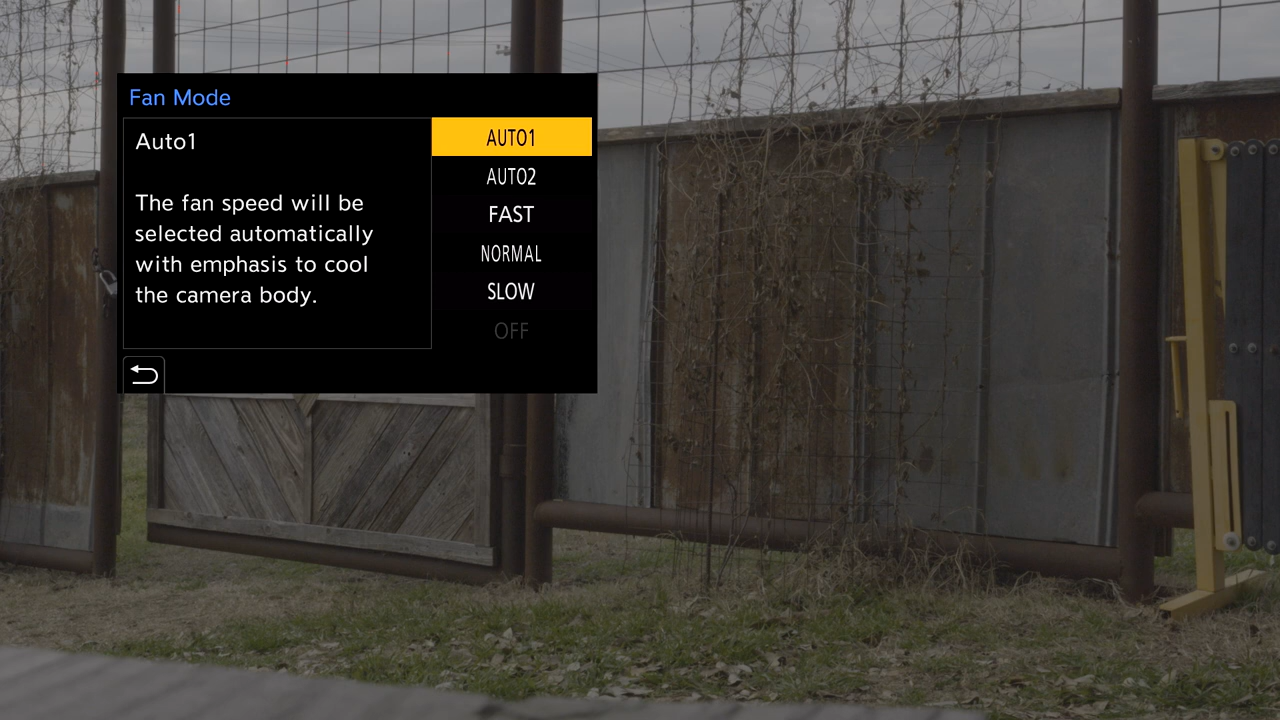 Fan Mode
Auto1
The fan speed will be
selected automatically
with emphasis to cool
the camera body.
AUTO1
AUTO2
FAST
NORMAL
SLOW
OFF